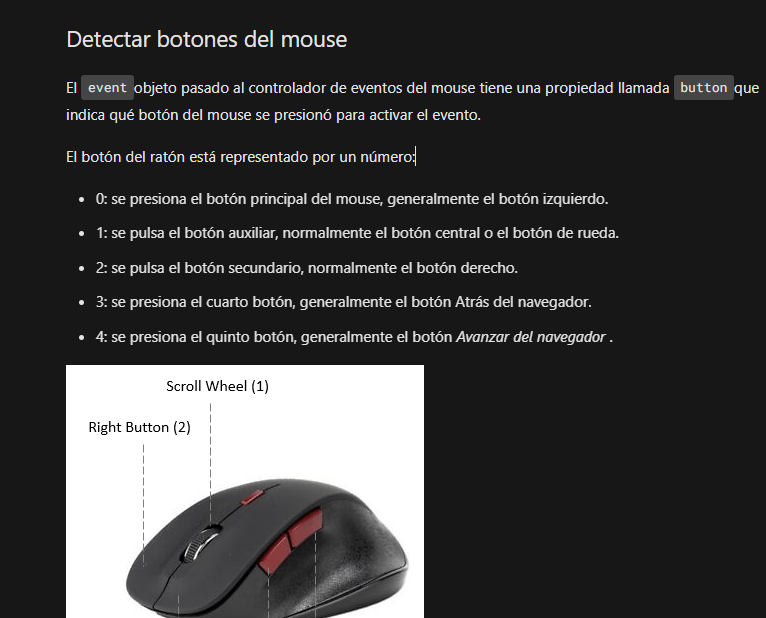 Detectar botones del mouse
El event objeto pasado al controlador de eventos del mouse tiene una propiedad llamada button que
indica qué botón del mouse se presionó para activar el evento.
El botón del ratón está representado por un número:
• 0: se presiona el botón principal del mouse, generalmente el botón izquierdo.
• 1: se pulsa el botón auxiliar, normalmente el botón central o el botón de rueda.
• 2: se pulsa el botón secundario, normalmente el botón derecho.
• 3: se presiona el cuarto botón, generalmente el botón Atrás del navegador.
• 4: se presiona el quinto botón, generalmente el botón Avanzar del navegador .
Scroll Wheel (1)
Right Button (2)